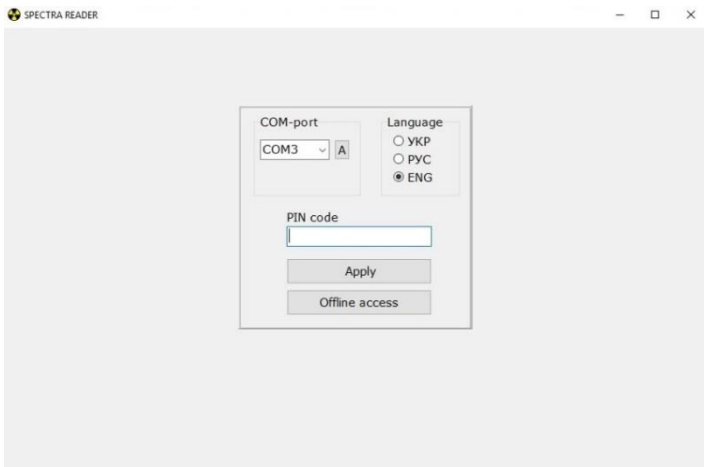 SPECTRA READER
COM-port
Language
COM3
A
УКР
РУС
ENG
PIN code
Apply
Offline access